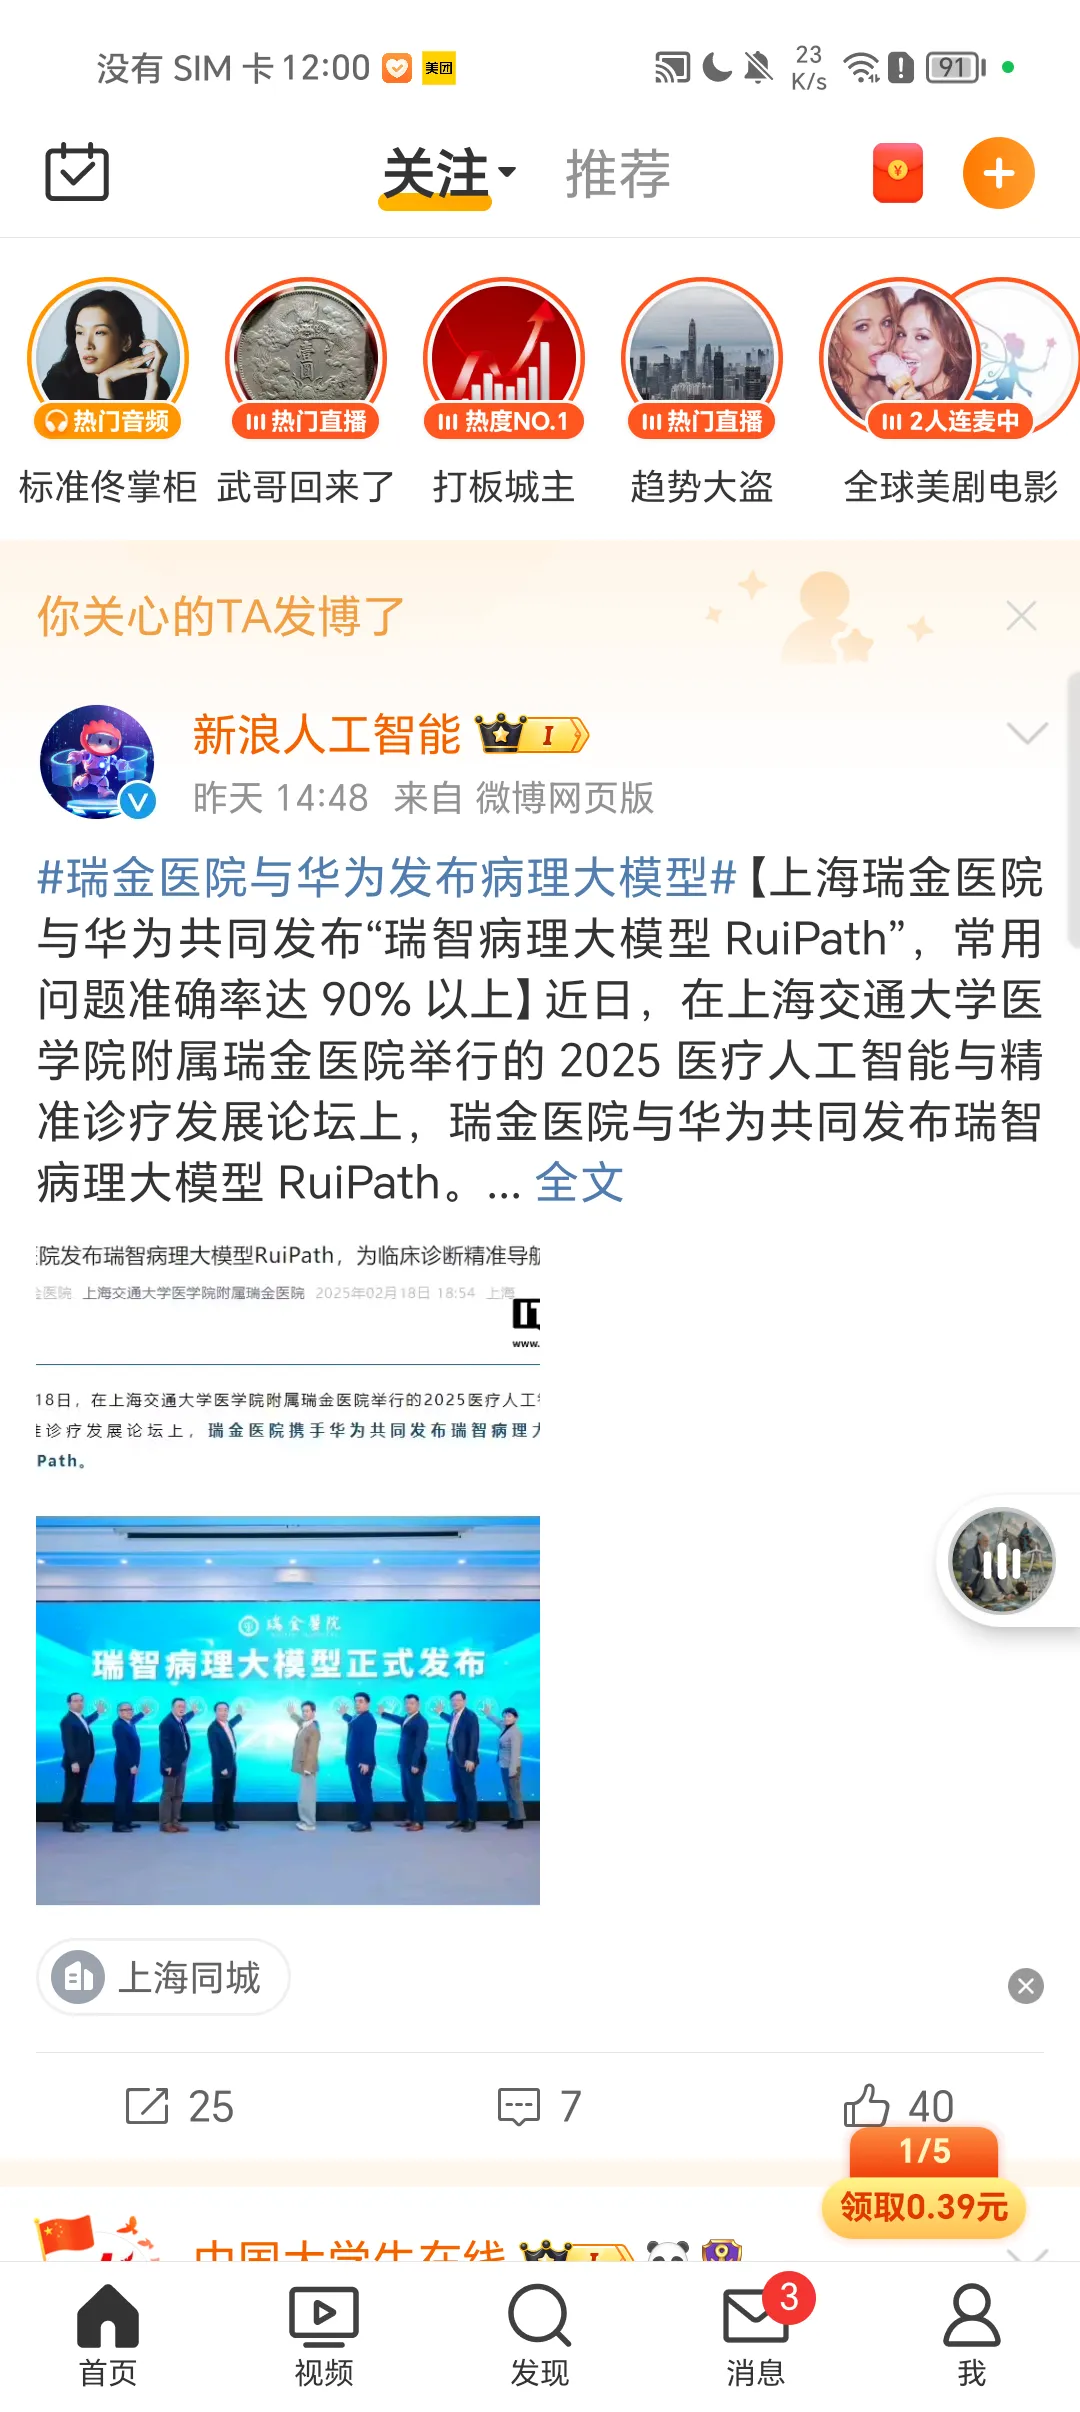 没有 SIM 卡 12:00 美团 23 K/s 91
关注 推荐
热门音频 热门直播 热度NO.1 热门直播 2人连麦中
标准佟掌柜 武哥回来了 打板城主 趋势大盗 全球美剧电影
你关心的TA发博了
新浪人工智能 I
昨天 14:48 来自 微博网页版
#瑞金医院与华为发布病理大模型#【上海瑞金医院
与华为共同发布“瑞智病理大模型 RuiPath”，常用
问题准确率达 90% 以上】近日，在上海交通大学医
学院附属瑞金医院举行的 2025 医疗人工智能与精
准诊疗发展论坛上，瑞金医院与华为共同发布瑞智
病理大模型 RuiPath。... 全文
医院发布瑞智病理大模型RuiPath，为临床诊断精准导航
金医院 上海交通大学医学院附属瑞金医院 2025年02月18日 18:54 上海
www.
18日，在上海交通大学医学院附属瑞金医院举行的2025医疗人工
准诊疗发展论坛上，瑞金医院携手华为共同发布瑞智病理大
Path。
瑞金醫院
瑞智病理大模型正式发布
上海同城
25 7 40
1/5
领取0.39元
中国大学生在线
3
首页 视频 发现 消息 我